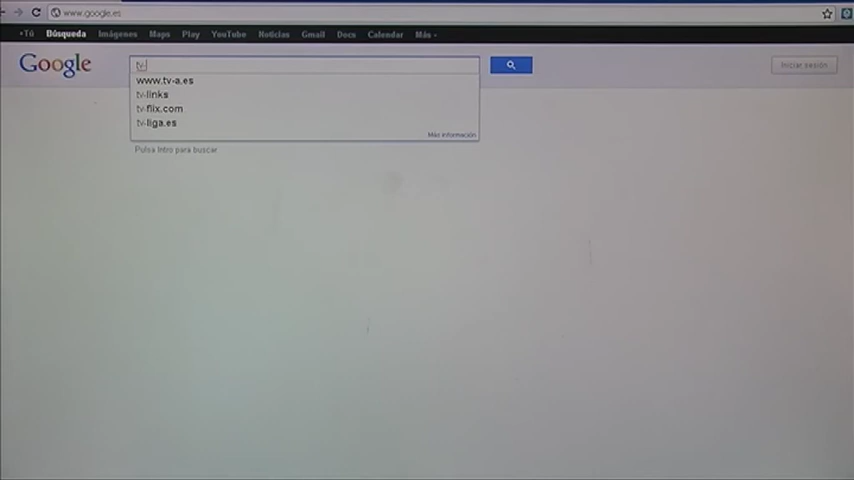 www.google.es
+Tú Búsqueda Imágenes Maps Play YouTube Noticias Gmail Docs Calendar Más
Google tv- Iniciar sesión
www.tv-a.es
tv-links
tv-flix.com
tv-liga.es
Más información
Pulsa Intro para buscar